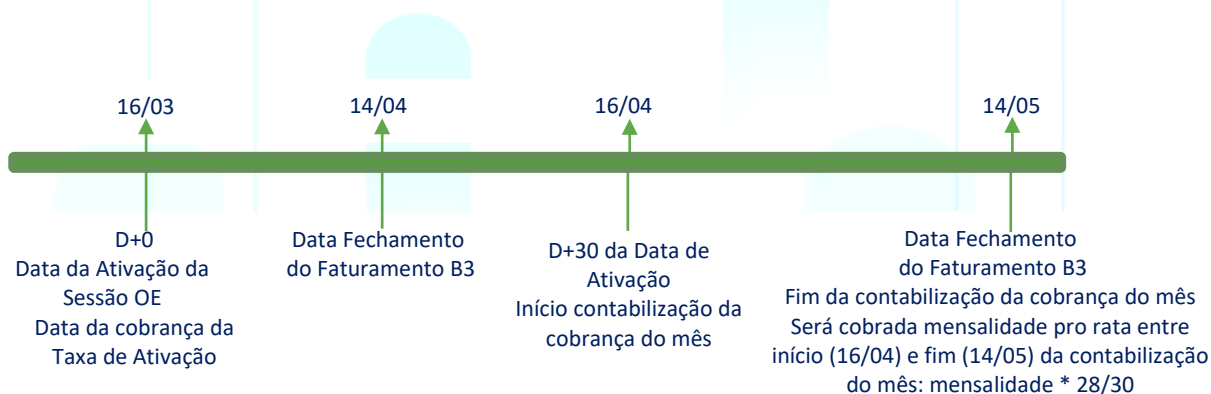 16/03
14/04
16/04
14/05
D+0
Data da Ativação da
Sessão OE
Data da cobrança da
Taxa de Ativação
Data Fechamento
do Faturamento B3
D+30 da Data de
Ativação
Início contabilização da
cobrança do mês
Data Fechamento
do Faturamento B3
Fim da contabilização da cobrança do mês
Será cobrada mensalidade pro rata entre
início (16/04) e fim (14/05) da contabilização
do mês: mensalidade * 28/30